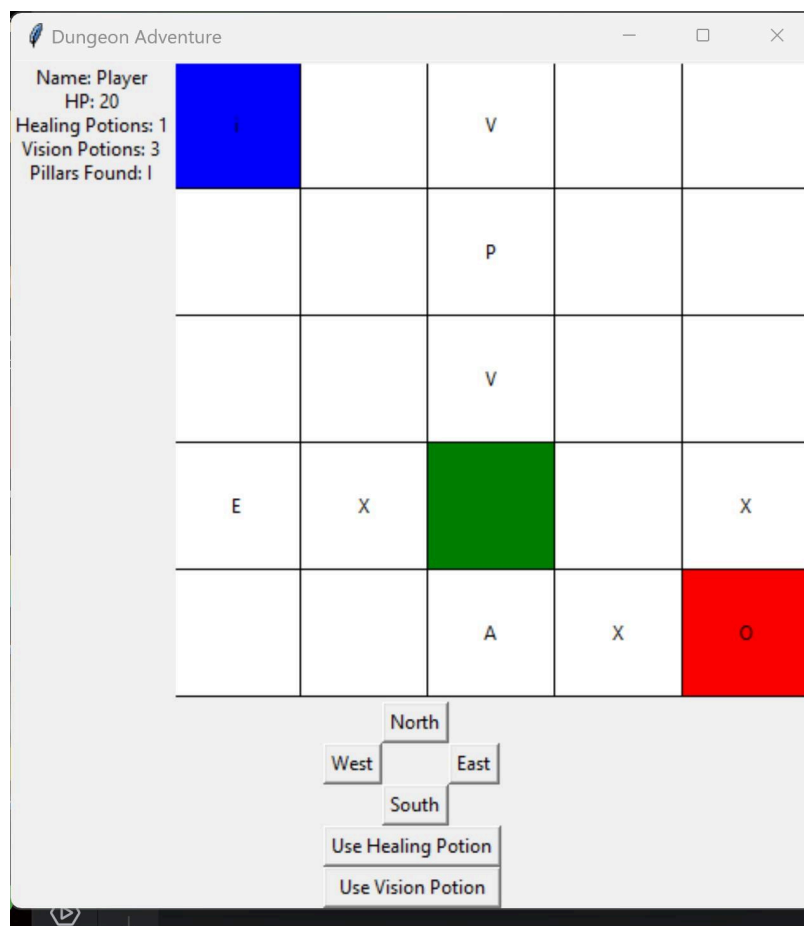 Dungeon Adventure
Name: Player
HP: 20
Healing Potions: 1
Vision Potions: 3
Pillars Found: I
i V
P
V
E X X
A X O
North
West East
South
Use Healing Potion
Use Vision Potion